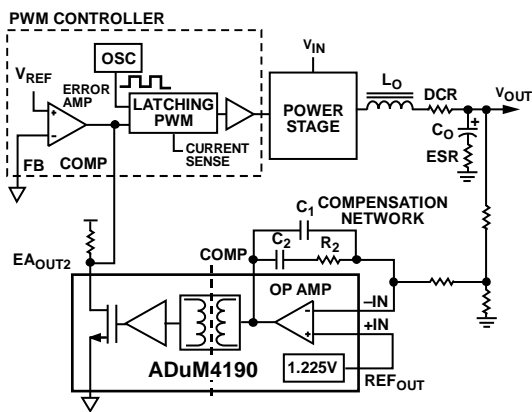 PWM CONTROLLER
OSC
VREF
ERROR
AMP
LATCHING
PWM
CURRENT
SENSE
FB
COMP
VIN
POWER
STAGE
LO
DCR
VOUT
CO
+
ESR
C1
COMPENSATION
NETWORK
C2
R2
EAOUT2
COMP
OP AMP
–IN
+IN
ADuM4190
1.225V
REFOUT